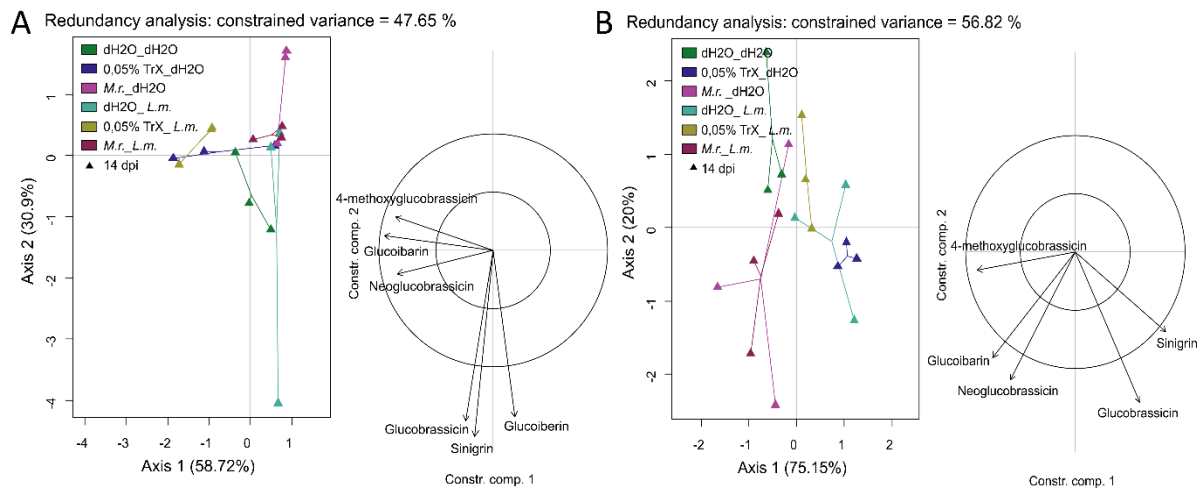 A
Redundancy analysis: constrained variance = 47.65 %
dH2O_dH2O
0,05% TrX_dH2O
M.r._dH2O
dH2O_L.m.
0,05% TrX_L.m.
M.r._L.m.
14 dpi
1
0
-1
-2
-3
-4
Axis 2 (30.9%)
-4 -3 -2 -1 0 1
Axis 1 (58.72%)
Constr. comp. 2
4-methoxyglucobrassicin
Glucoibarin
Neoglucobrassicin
Glucobrassicin
Glucoiberin
Sinigrin
Constr. comp. 1
B
Redundancy analysis: constrained variance = 56.82 %
dH2O_dH2O
0,05% TrX_dH2O
M.r._dH2O
dH2O_L.m.
0,05% TrX_L.m.
M.r._L.m.
14 dpi
2
1
0
-1
-2
Axis 2 (20%)
-2 -1 0 1 2
Axis 1 (75.15%)
Constr. comp. 2
4-methoxyglucobrassicin
Sinigrin
Glucoibarin
Neoglucobrassicin
Glucobrassicin
Constr. comp. 1